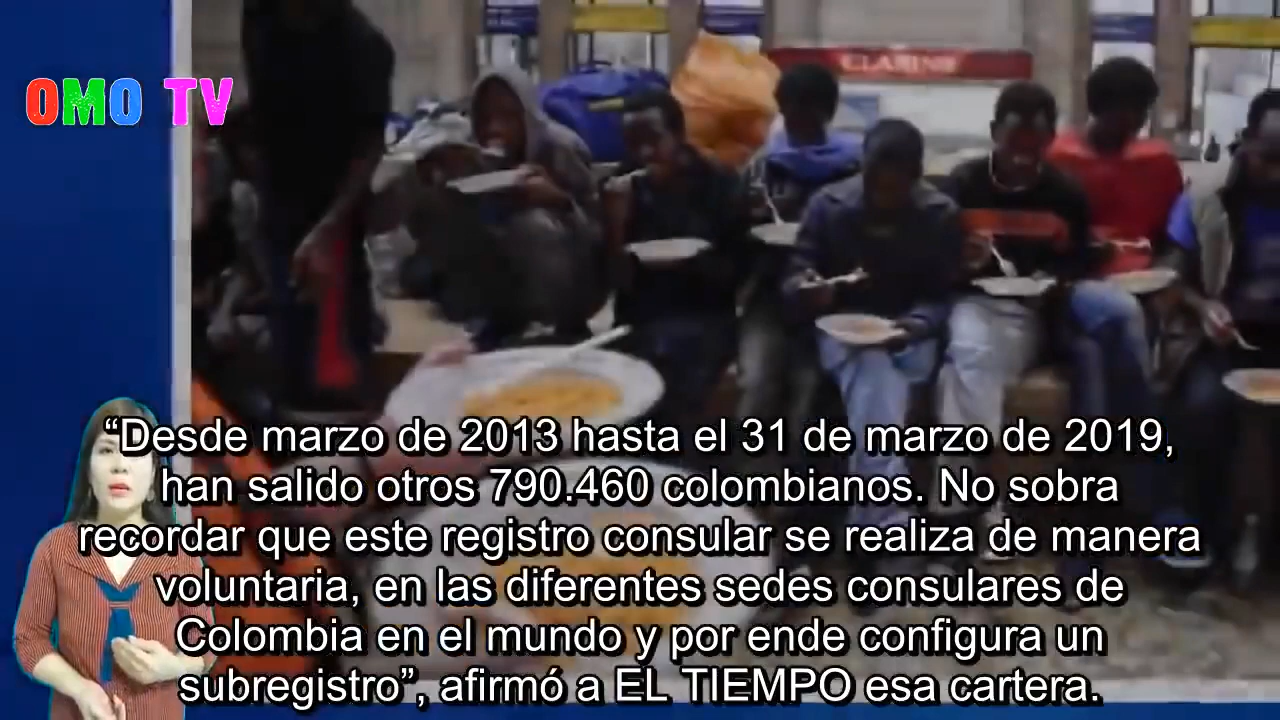 OMO TV
CLARINS
“Desde marzo de 2013 hasta el 31 de marzo de 2019,
han salido otros 790.460 colombianos. No sobra
recordar que este registro consular se realiza de manera
voluntaria, en las diferentes sedes consulares de
Colombia en el mundo y por ende configura un
subregistro”, afirmó a EL TIEMPO esa cartera.